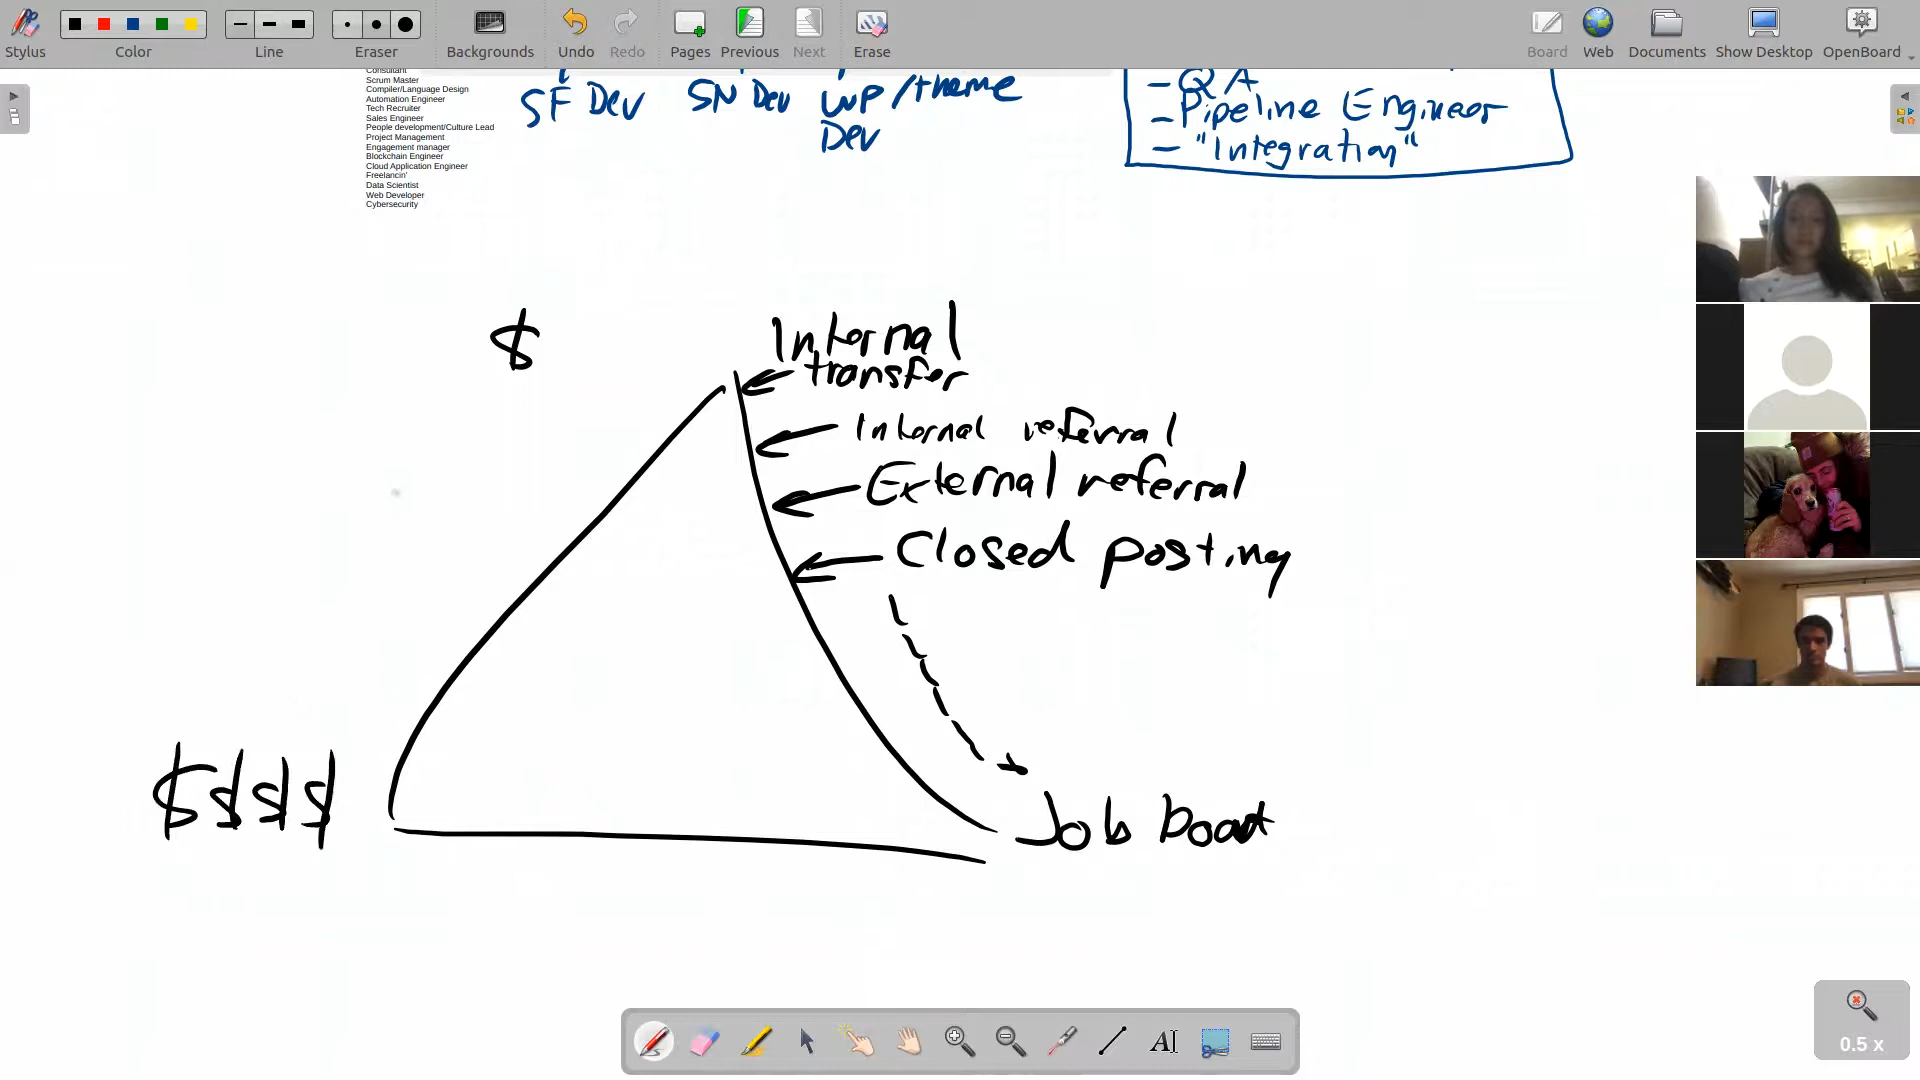 Stylus
Color
Line
Eraser
Backgrounds
Undo
Redo
Pages
Previous
Next
Erase
Board
Web
Documents
Show Desktop
OpenBoard
Consultant
Scrum Master
Compiler/Language Design
Automation Engineer
Tech Recruiter
Sales Engineer
People development/Culture Lead
Project Management
Engagement manager
Blockchain Engineer
Cloud Application Engineer
Freelancin'
Data Scientist
Web Developer
Cybersecurity
SF Dev
SN Dev
WP/theme
Dev
- QA
- Pipeline Engineer
- "Integration"
$
Internal
transfer
Internal referral
External referral
Closed posting
$$$$
Job
0.5 x